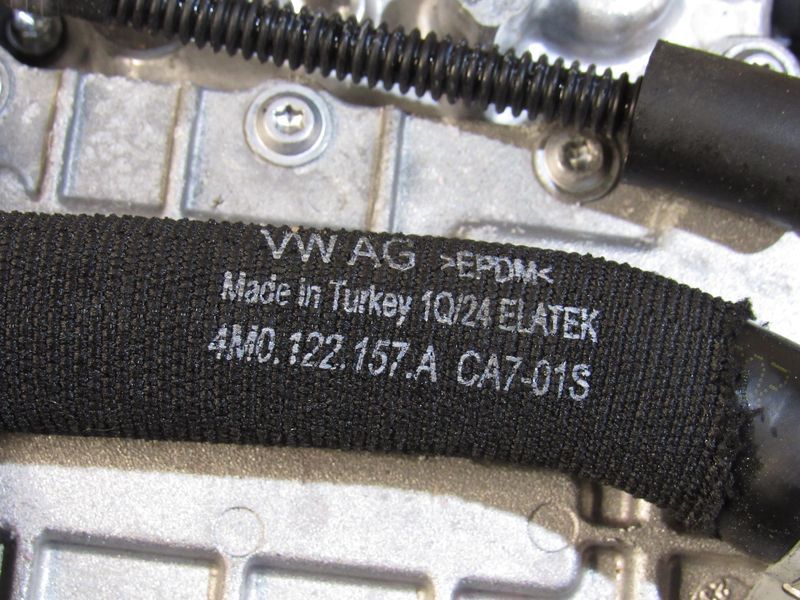 VW AG >EPDM<
Made in Turkey 1Q/24 ELATEK
4M0.122.157.A CA7-01S